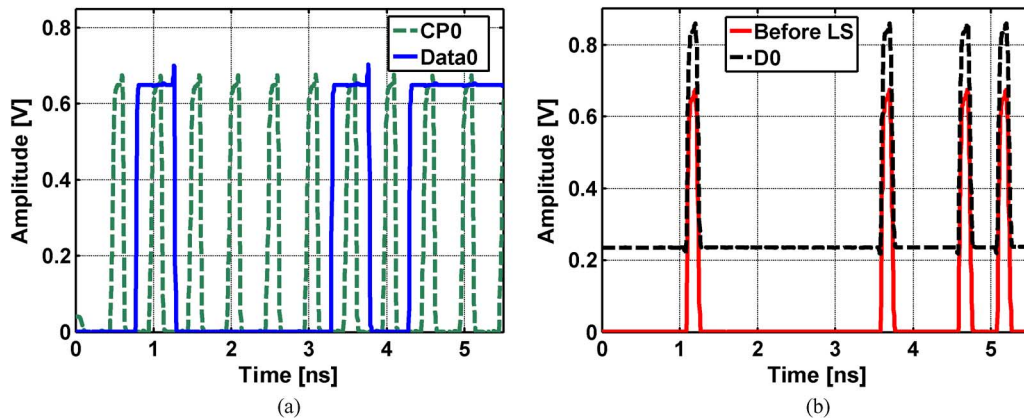 Amplitude [V]
0.8
0.6
0.4
0.2
0
CP0
Data0
0 1 2 3 4 5
Time [ns]
(a)
Amplitude [V]
0.8
0.6
0.4
0.2
0
Before LS
D0
0 1 2 3 4 5
Time [ns]
(b)